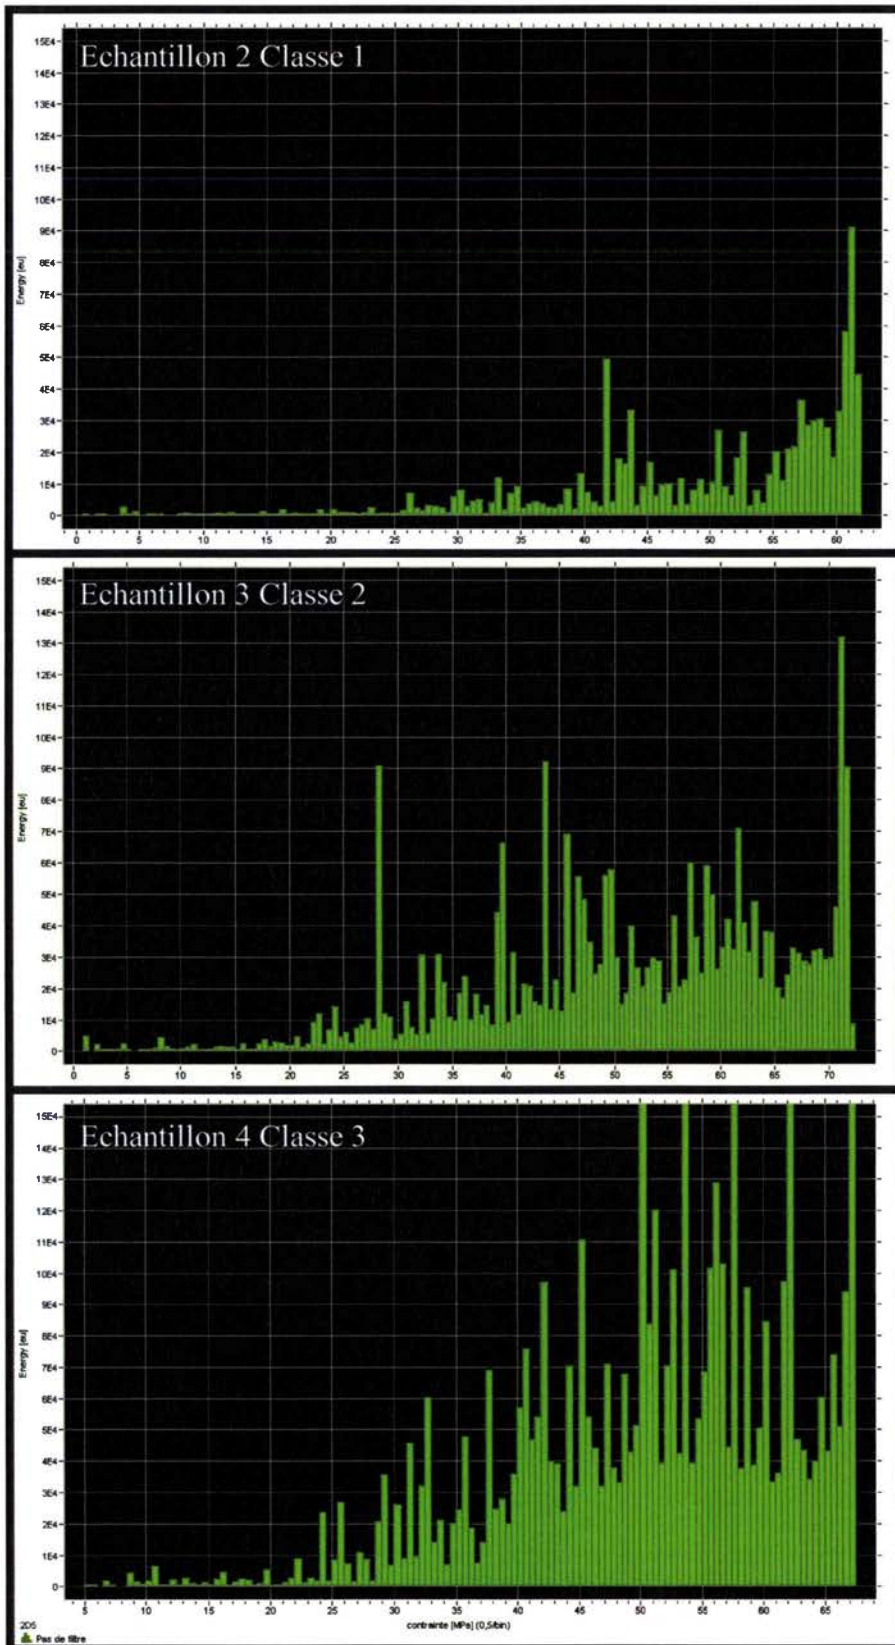 Echantillon 2 Classe 1
15E4
14E4
13E4
12E4
11E4
10E4
9E4
8E4
7E4
6E4
5E4
4E4
3E4
2E4
1E4
0
Energy [eu]
0 5 10 15 20 25 30 35 40 45 50 55 60
Echantillon 3 Classe 2
15E4
14E4
13E4
12E4
11E4
10E4
9E4
8E4
7E4
6E4
5E4
4E4
3E4
2E4
1E4
0
Energy [eu]
0 5 10 15 20 25 30 35 40 45 50 55 60 65 70
Echantillon 4 Classe 3
15E4
14E4
13E4
12E4
11E4
10E4
9E4
8E4
7E4
6E4
5E4
4E4
3E4
2E4
1E4
0
Energy [eu]
5 10 15 20 25 30 35 40 45 50 55 60 65
2D5
contrainte [MPa] (0,5/bin)
Pas de filtre